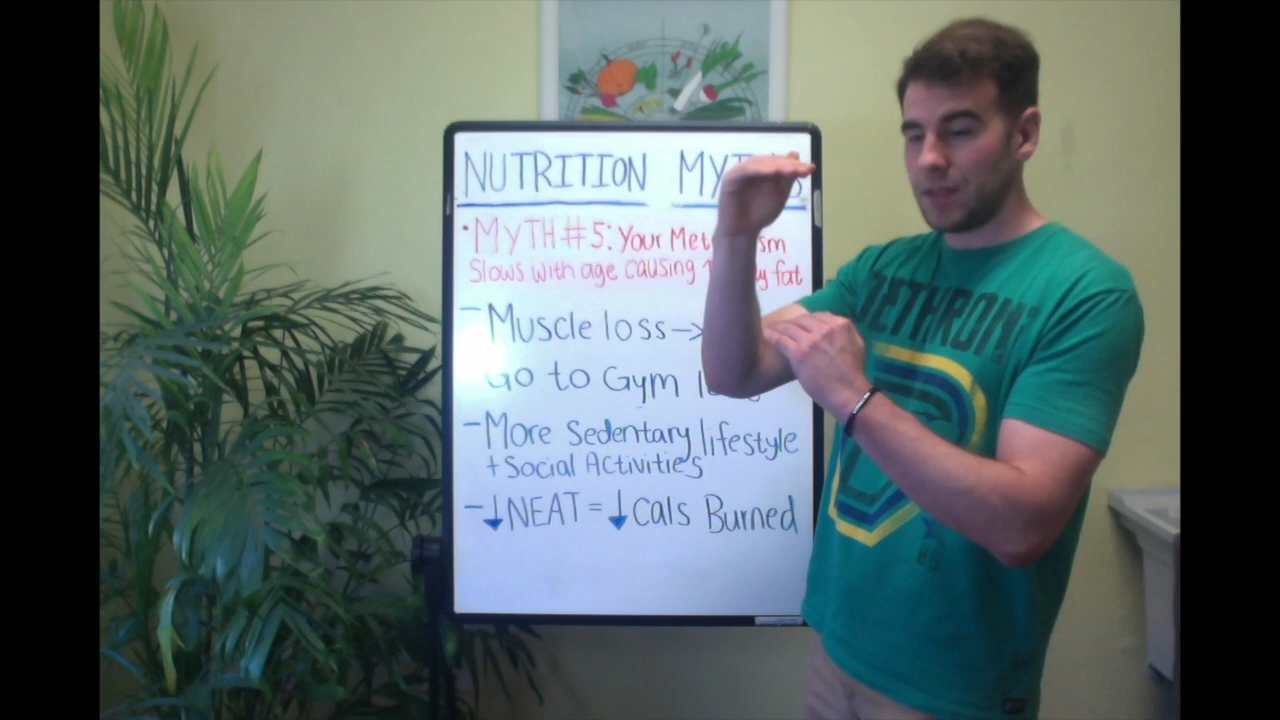 NUTRITION
• MYTH #5: Your
Slows with age causing fat
- Muscle loss →
Go to Gym
- More Sedentary lifestyle
+ Social Activities
- ↓ NEAT = ↓ Cals Burned